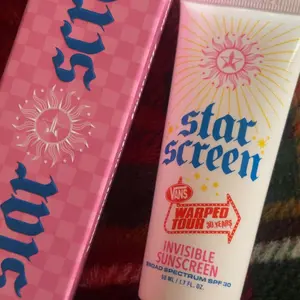 star
screen
star
screen
VANS
WARPED
TOUR
30 YEARS
INVISIBLE
SUNSCREEN
BROAD SPECTRUM SPF 30
50 ML / 1.7 FL. OZ.